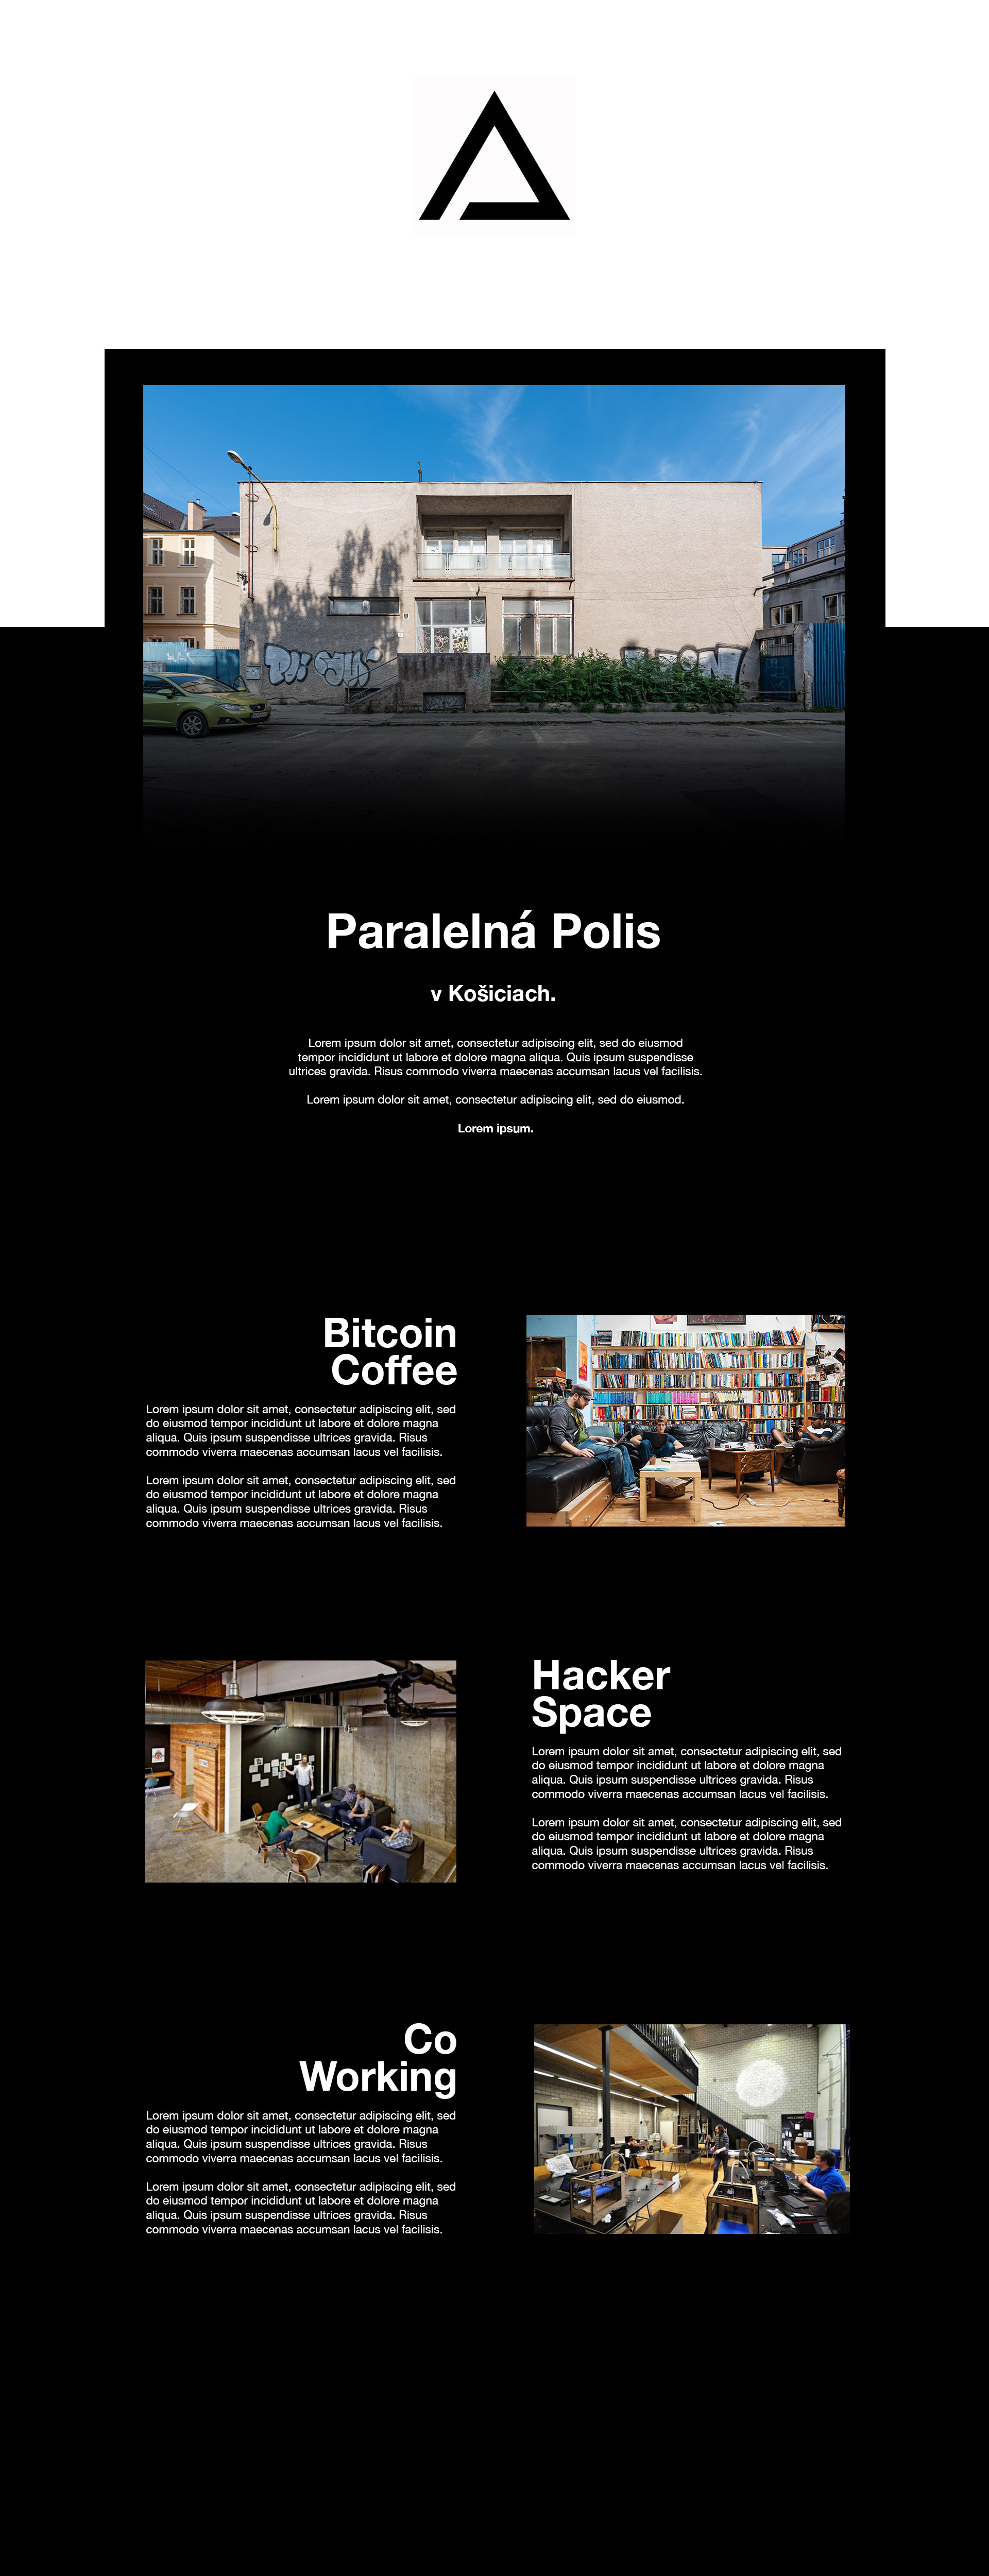 Paralelná Polis
v Košiciach.
Lorem ipsum dolor sit amet, consectetur adipiscing elit, sed do eiusmod
tempor incididunt ut labore et dolore magna aliqua. Quis ipsum suspendisse
ultrices gravida. Risus commodo viverra maecenas accumsan lacus vel facilisis.
Lorem ipsum dolor sit amet, consectetur adipiscing elit, sed do eiusmod.
Lorem ipsum.
Bitcoin
Coffee
Lorem ipsum dolor sit amet, consectetur adipiscing elit, sed
do eiusmod tempor incididunt ut labore et dolore magna
aliqua. Quis ipsum suspendisse ultrices gravida. Risus
commodo viverra maecenas accumsan lacus vel facilisis.
Lorem ipsum dolor sit amet, consectetur adipiscing elit, sed
do eiusmod tempor incididunt ut labore et dolore magna
aliqua. Quis ipsum suspendisse ultrices gravida. Risus
commodo viverra maecenas accumsan lacus vel facilisis.
Hacker
Space
Lorem ipsum dolor sit amet, consectetur adipiscing elit, sed
do eiusmod tempor incididunt ut labore et dolore magna
aliqua. Quis ipsum suspendisse ultrices gravida. Risus
commodo viverra maecenas accumsan lacus vel facilisis.
Lorem ipsum dolor sit amet, consectetur adipiscing elit, sed
do eiusmod tempor incididunt ut labore et dolore magna
aliqua. Quis ipsum suspendisse ultrices gravida. Risus
commodo viverra maecenas accumsan lacus vel facilisis.
Co
Working
Lorem ipsum dolor sit amet, consectetur adipiscing elit, sed
do eiusmod tempor incididunt ut labore et dolore magna
aliqua. Quis ipsum suspendisse ultrices gravida. Risus
commodo viverra maecenas accumsan lacus vel facilisis.
Lorem ipsum dolor sit amet, consectetur adipiscing elit, sed
do eiusmod tempor incididunt ut labore et dolore magna
aliqua. Quis ipsum suspendisse ultrices gravida. Risus
commodo viverra maecenas accumsan lacus vel facilisis.